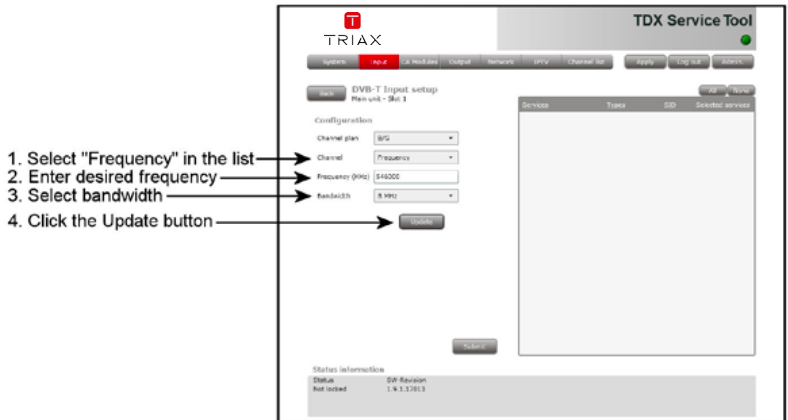 TRIAX
TDX Service Tool
System Input CA Modules Output Network IPTV Channel list Apply Log out Admin
Back DVB-T Input setup
Main unit - Slot 1
All None
Services Types SID Selected services
Configuration
Channel plan B/G
1. Select "Frequency" in the list
Channel Frequency
2. Enter desired frequency
Frequency (KHz) 546000
3. Select bandwidth
Bandwidth 8 MHz
4. Click the Update button
Update
Submit
Status information
Status SW-Revision
Not locked